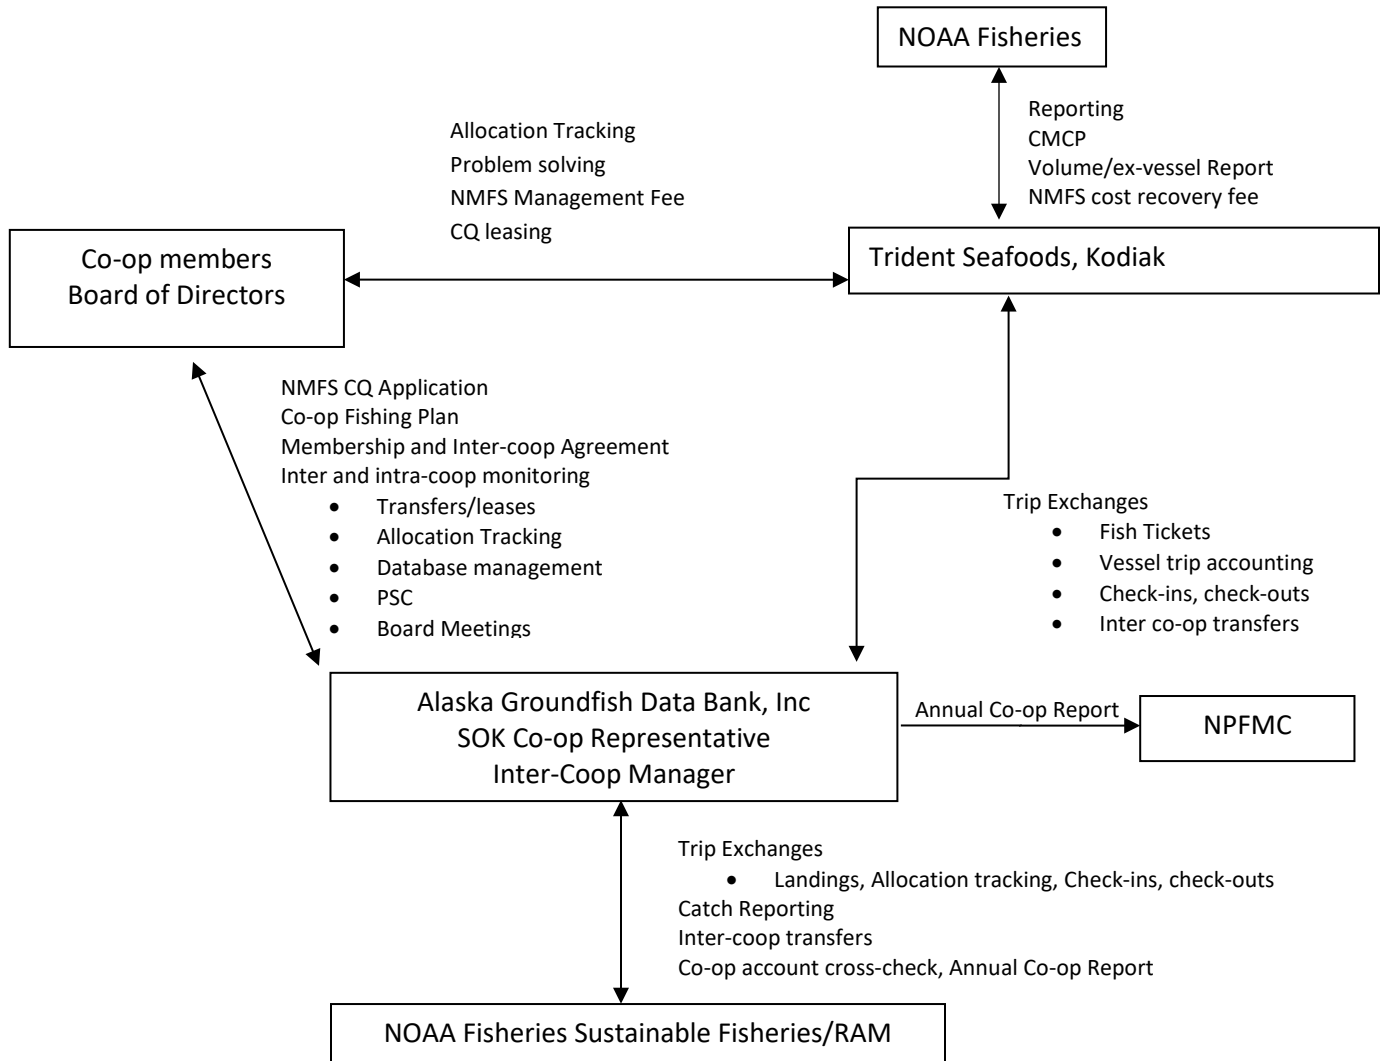 NOAA Fisheries
Reporting
CMCP
Volume/ex-vessel Report
NMFS cost recovery fee
Allocation Tracking
Problem solving
NMFS Management Fee
CQ leasing
Co-op members
Board of Directors
Trident Seafoods, Kodiak
NMFS CQ Application
Co-op Fishing Plan
Membership and Inter-coop Agreement
Inter and intra-coop monitoring
• Transfers/leases
• Allocation Tracking
• Database management
• PSC
• Board Meetings
Trip Exchanges
• Fish Tickets
• Vessel trip accounting
• Check-ins, check-outs
• Inter co-op transfers
Alaska Groundfish Data Bank, Inc
SOK Co-op Representative
Inter-Coop Manager
Annual Co-op Report
NPFMC
Trip Exchanges
• Landings, Allocation tracking, Check-ins, check-outs
Catch Reporting
Inter-coop transfers
Co-op account cross-check, Annual Co-op Report
NOAA Fisheries Sustainable Fisheries/RAM